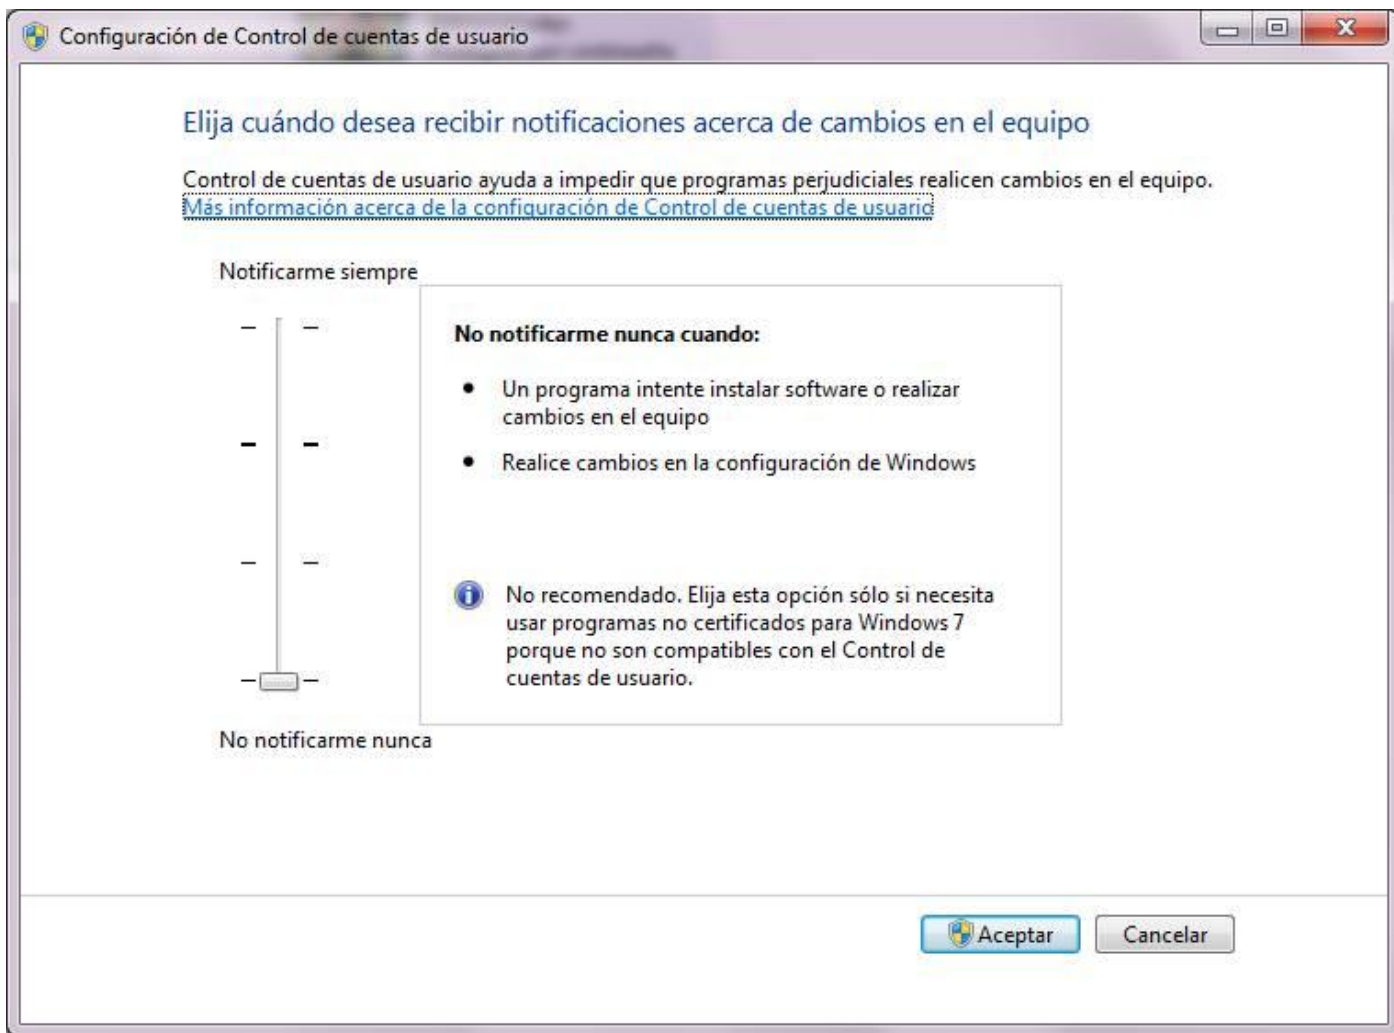 Configuración de Control de cuentas de usuario
Elija cuándo desea recibir notificaciones acerca de cambios en el equipo
Control de cuentas de usuario ayuda a impedir que programas perjudiciales realicen cambios en el equipo.
Más información acerca de la configuración de Control de cuentas de usuario
Notificarme siempre
No notificarme nunca cuando:
• Un programa intente instalar software o realizar
cambios en el equipo
• Realice cambios en la configuración de Windows
No recomendado. Elija esta opción sólo si necesita
usar programas no certificados para Windows 7
porque no son compatibles con el Control de
cuentas de usuario.
No notificarme nunca
Aceptar
Cancelar